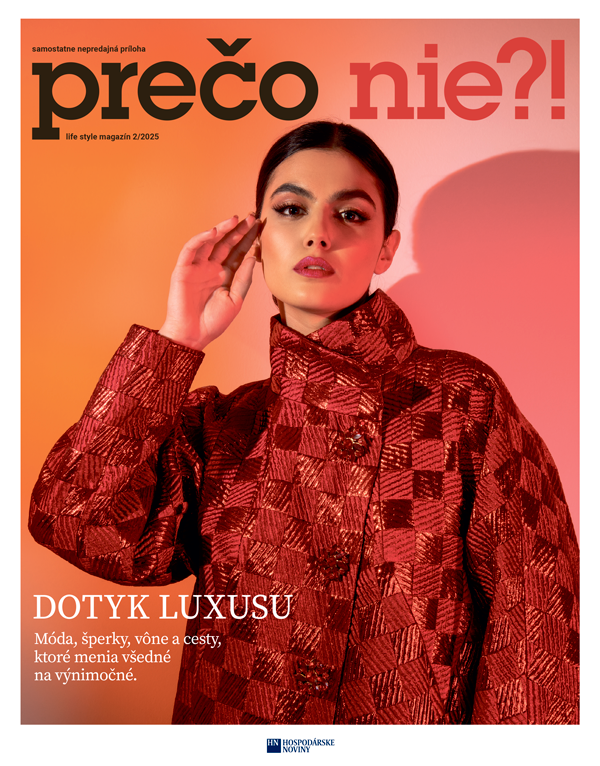 samostatne nepredajná príloha
prečo nie?!
life style magazín 2/2025
DOTYK LUXUSU
Móda, šperky, vône a cesty,
ktoré menia všedné
na výnimočné.
HN HOSPODÁRSKE
NOVINY